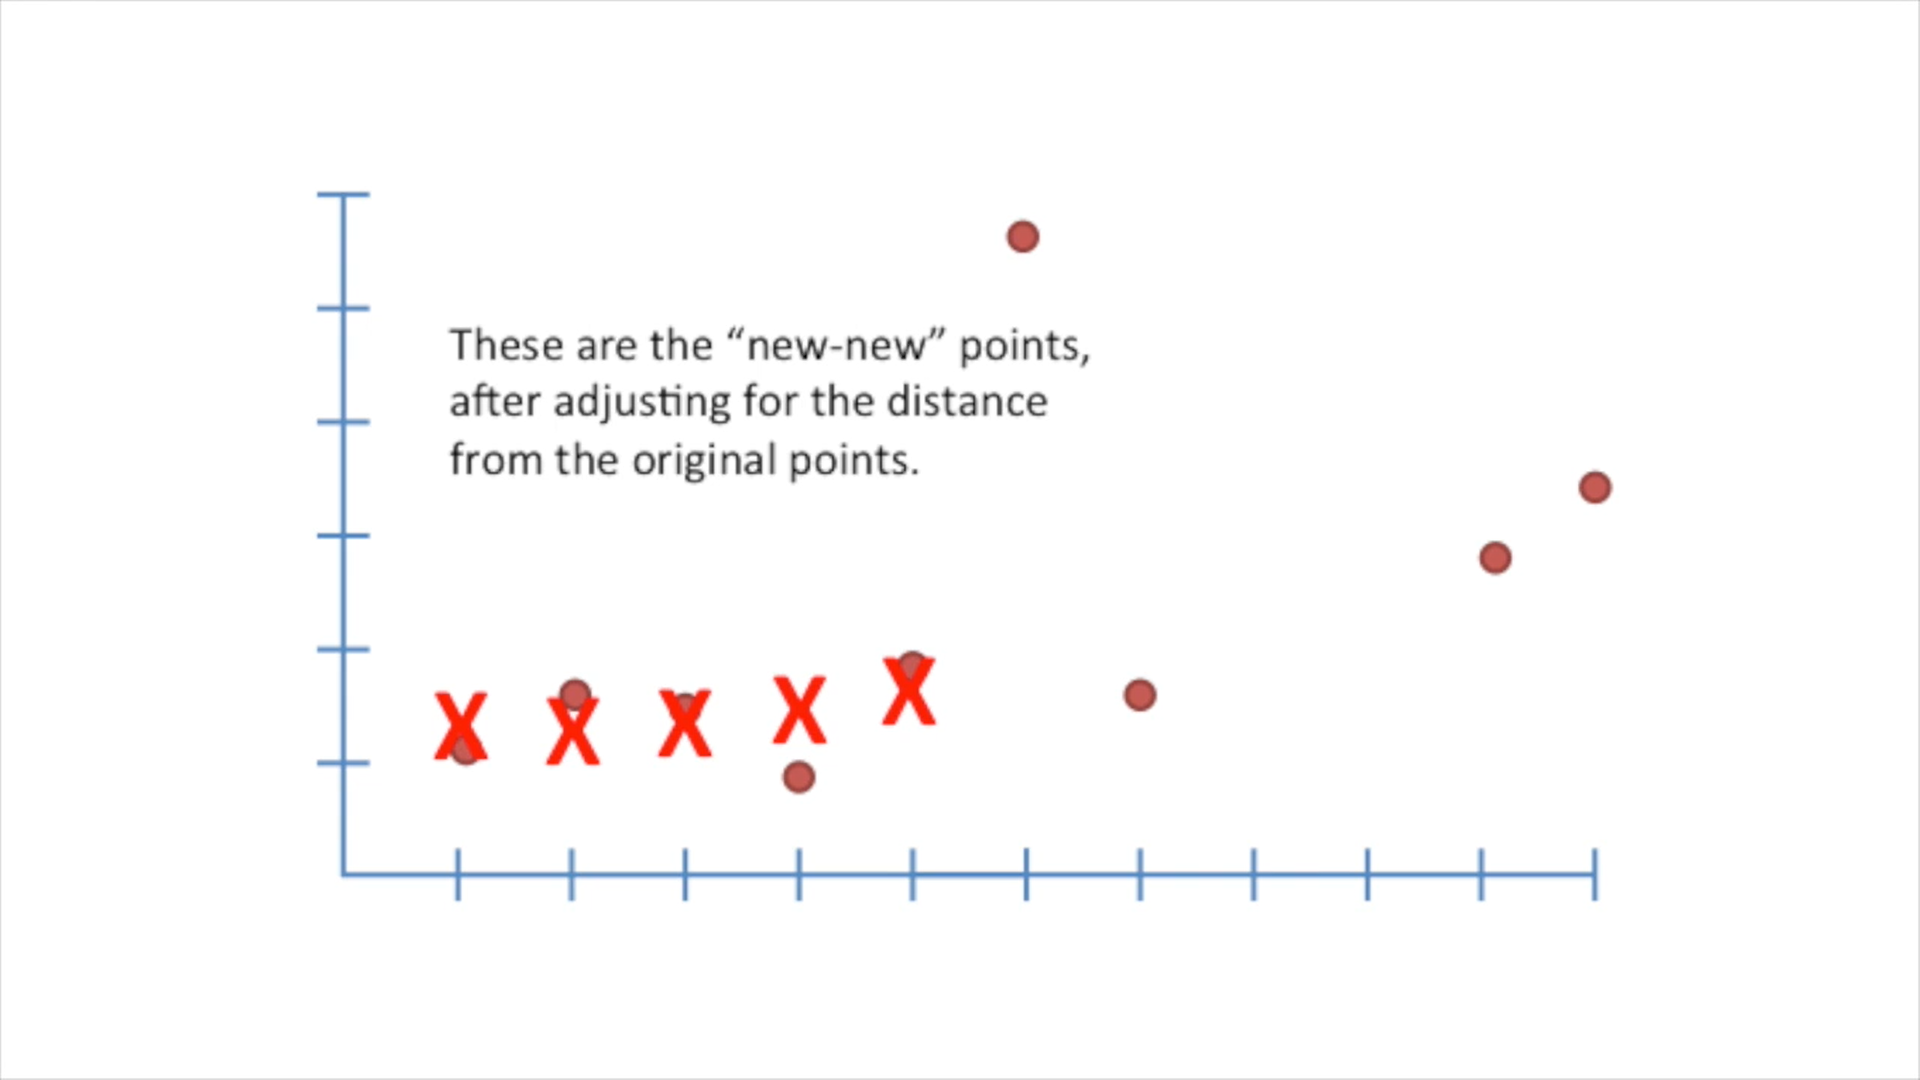 These are the “new-new” points,
after adjusting for the distance
from the original points.
X X X X X